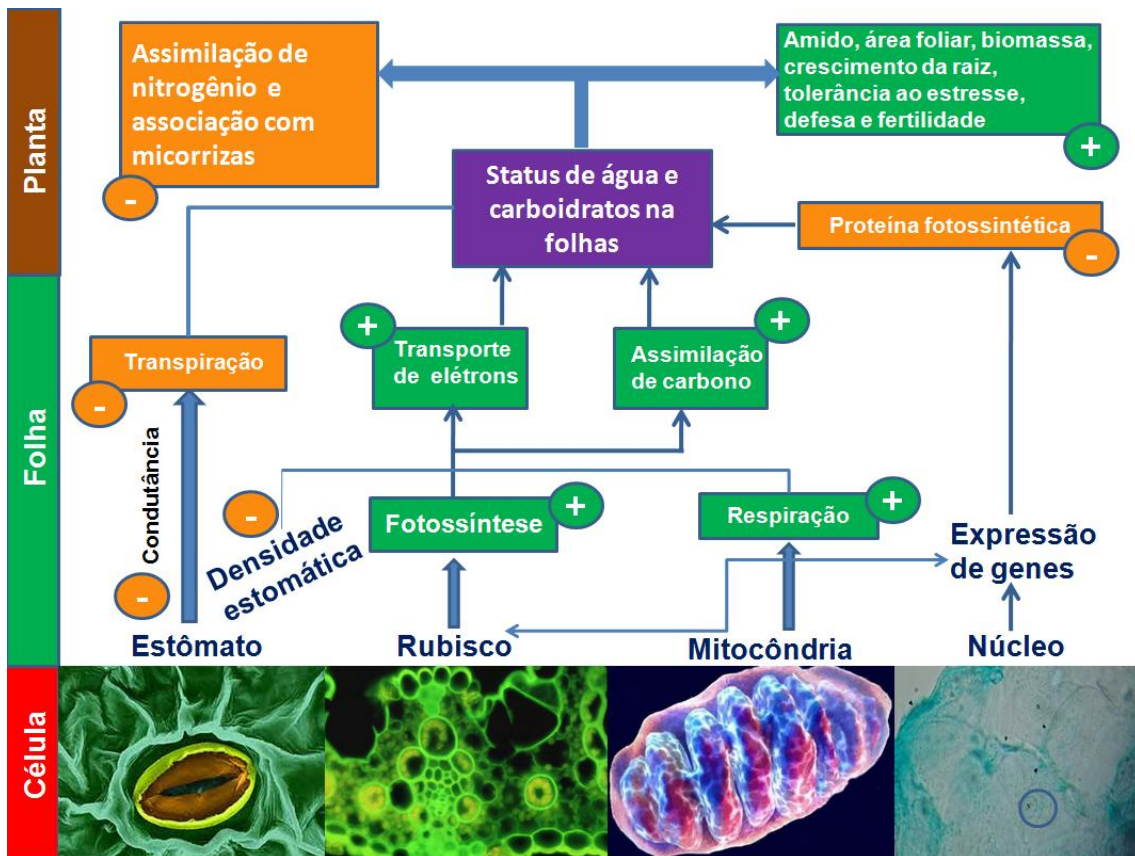 Planta
Assimilação de
nitrogênio e
associação com
micorrizas
-
Amido, área foliar, biomassa,
crescimento da raiz,
tolerância ao estresse,
defesa e fertilidade
+
Status de água e
carboidratos na
folhas
Proteína fotossintética
-
Folha
Transpiração
-
+
Transporte
de elétrons
+
Assimilação
de carbono
Condutância
-
-
Densidade
estomática
Fotossíntese
+
Respiração
+
Expressão
de genes
Estômato
Rubisco
Mitocôndria
Núcleo
Célula